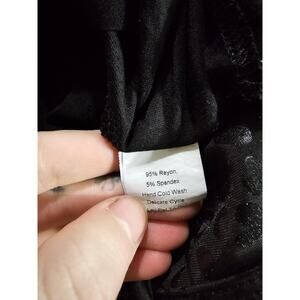 95% Rayon
5% Spandex
Hand Cold Wash
Delicate Cycle